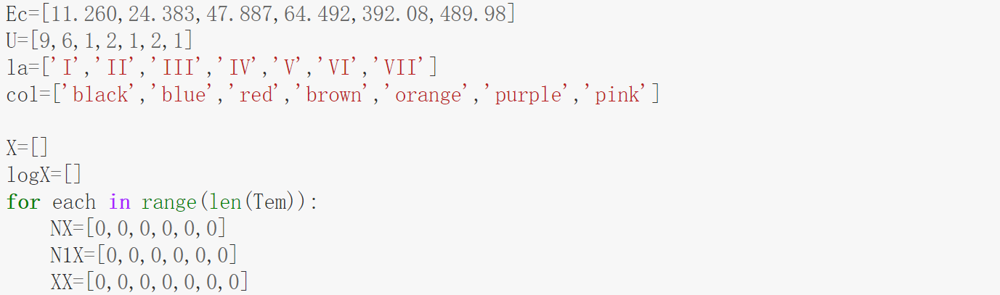 Ec=[11.260,24.383,47.887,64.492,392.08,489.98]
U=[9,6,1,2,1,2,1]
la=['I','II','III','IV','V','VI','VII']
col=['black','blue','red','brown','orange','purple','pink']
X=[]
logX=[]
for each in range(len(Tem)):
    NX=[0,0,0,0,0,0]
    N1X=[0,0,0,0,0,0]
    XX=[0,0,0,0,0,0,0]